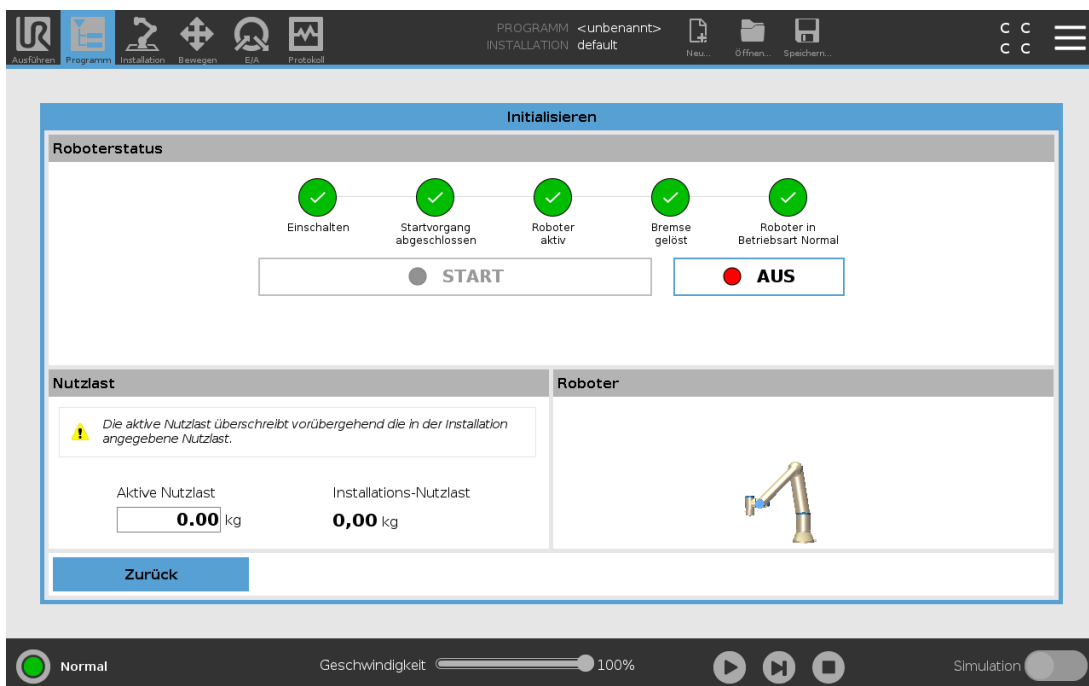 UR
PROGRAMM <unbenannt>
INSTALLATION default
C C
C C
Ausführen Programm Installation Bewegen E/A Protokoll
Neu... Öffnen... Speichern...
Initialisieren
Roboterstatus
Einschalten
Startvorgang
abgeschlossen
Roboter
aktiv
Bremse
gelöst
Roboter in
Betriebsart Normal
START
AUS
Nutzlast
Die aktive Nutzlast überschreibt vorübergehend die in der Installation
angegebene Nutzlast.
Aktive Nutzlast
0.00 kg
Installations-Nutzlast
0,00 kg
Roboter
Zurück
Normal
Geschwindigkeit 100%
Simulation